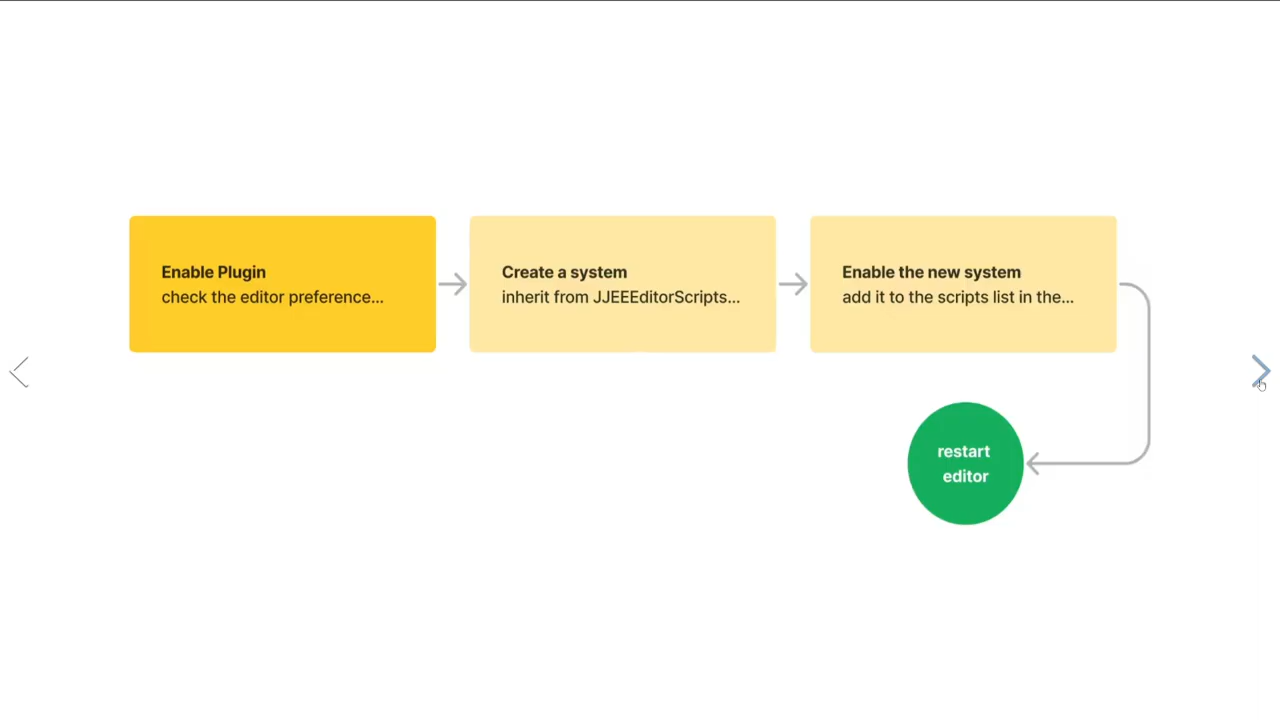 Enable Plugin
check the editor preference...
Create a system
inherit from JJEEEditorScripts...
Enable the new system
add it to the scripts list in the...
restart
editor